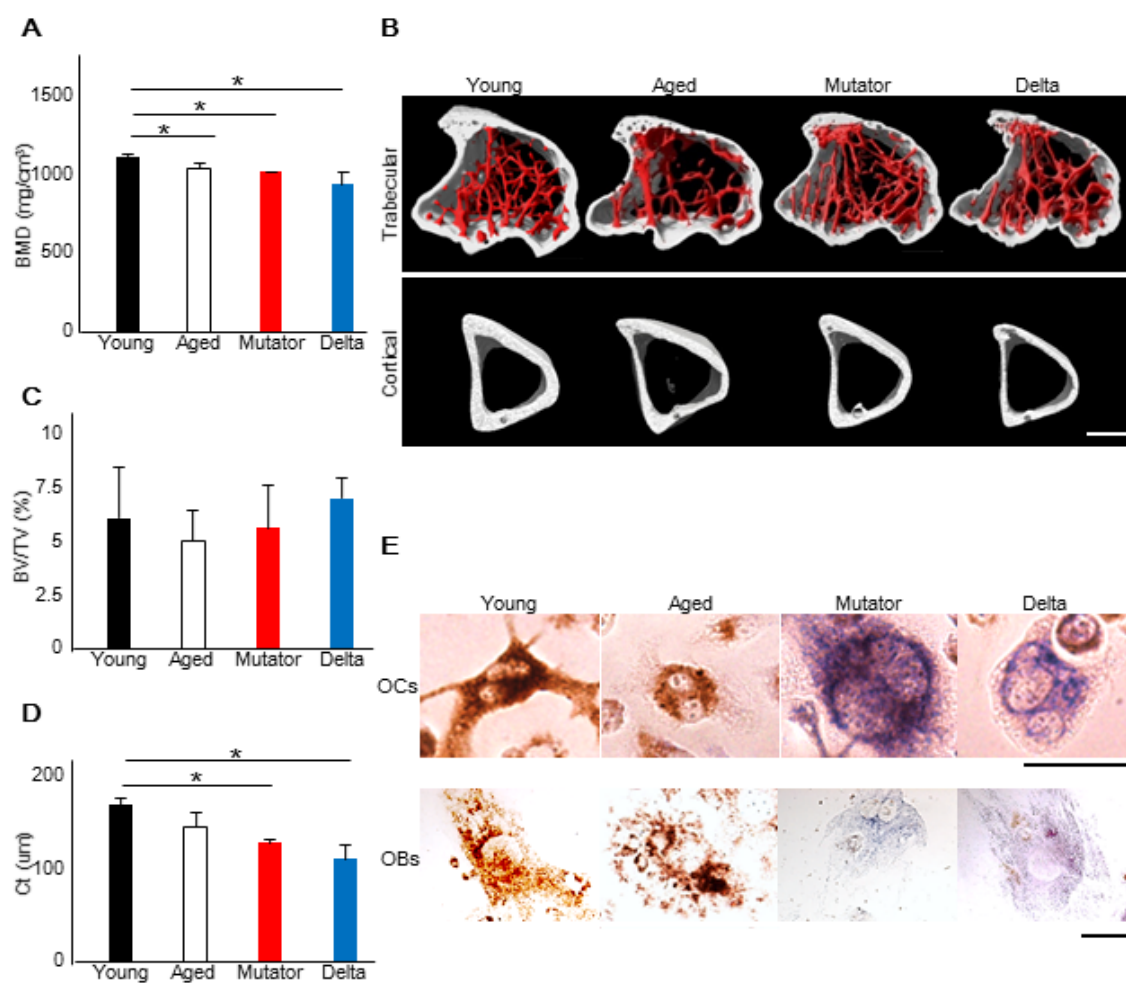 A
BMD (mg/cm³)
1500
1000
500
0
* 
*
*
Young Aged Mutator Delta
B
Young Aged Mutator Delta
Trabecular
Cortical
C
BV/TV (%)
10
7.5
5
2.5
0
Young Aged Mutator Delta
D
Ct (um)
200
100
0
*
*
Young Aged Mutator Delta
E
Young Aged Mutator Delta
OCs
OBs